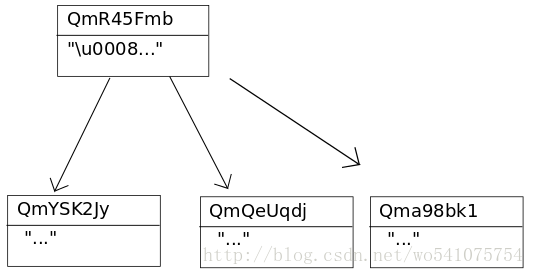 QmR45Fmb
"\u0008..."
QmYSK2Jy
"..."
QmQeUqdj
"..."
Qma98bk1
"..."
http://blog.csdn.net/wo541075754